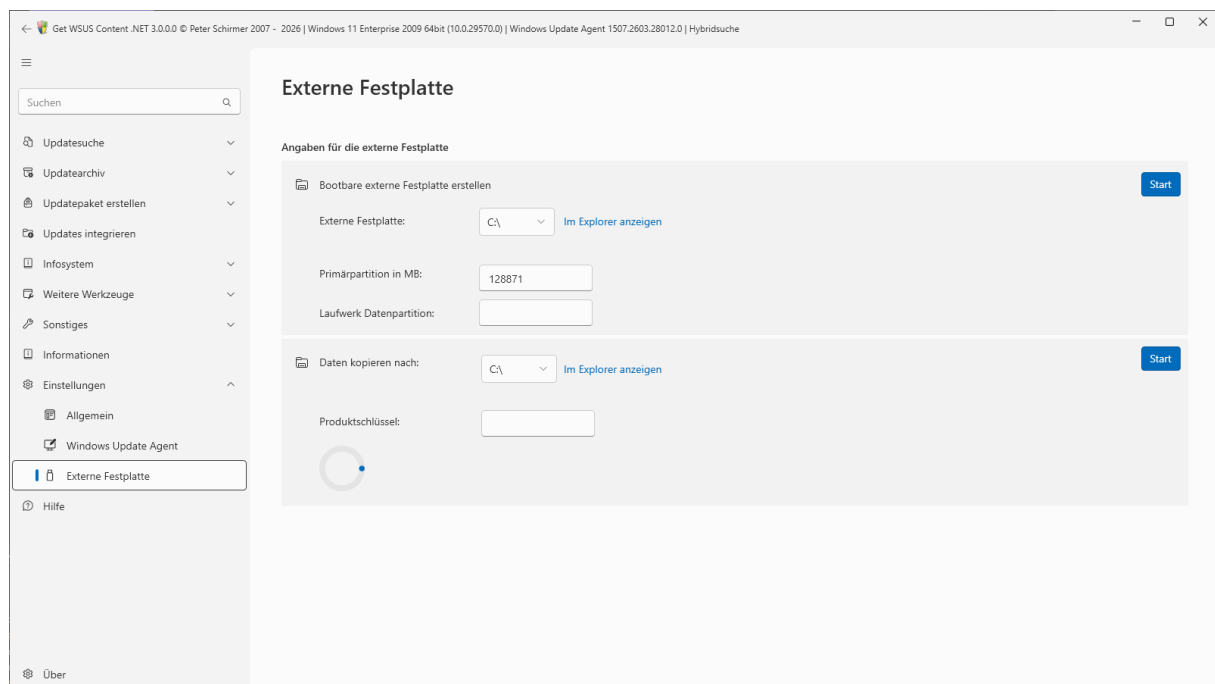 Get WSUS Content .NET 3.0.0.0 © Peter Schirmer 2007 - 2026 | Windows 11 Enterprise 2009 64bit (10.0.29570.0) | Windows Update Agent 1507.2603.28012.0 | Hybridsuche
Suchen
Updatesuche
Updatearchiv
Updatepaket erstellen
Updates integrieren
Infosystem
Weitere Werkzeuge
Sonstiges
Informationen
Einstellungen
Allgemein
Windows Update Agent
Externe Festplatte
Hilfe
Über
Externe Festplatte
Angaben für die externe Festplatte
Bootbare externe Festplatte erstellen Start
Externe Festplatte: C:\ Im Explorer anzeigen
Primärpartition in MB: 128871
Laufwerk Datenpartition:
Daten kopieren nach: C:\ Im Explorer anzeigen Start
Produktschlüssel: